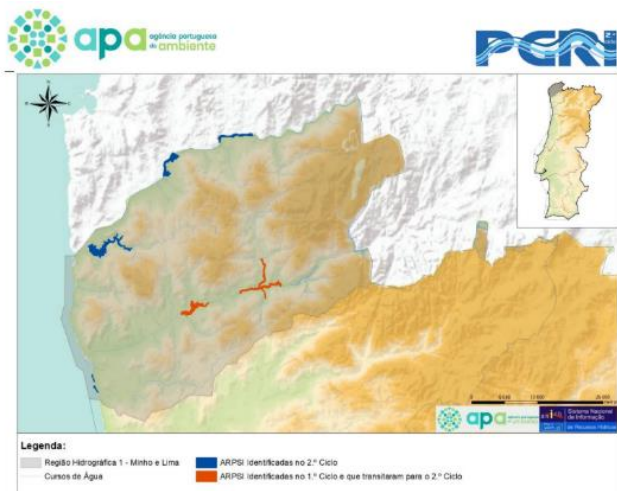 apa agência portuguesa
do ambiente
PGRI
2.º
apa
Sistema Nacional
de Informação
de Recursos Hídricos
Legenda:
Região Hidrográfica 1 - Minho e Lima
ARPSI Identificadas no 2.º Ciclo
Cursos de Água
ARPSI Identificadas no 1.º Ciclo e que transitaram para o 2.º Ciclo